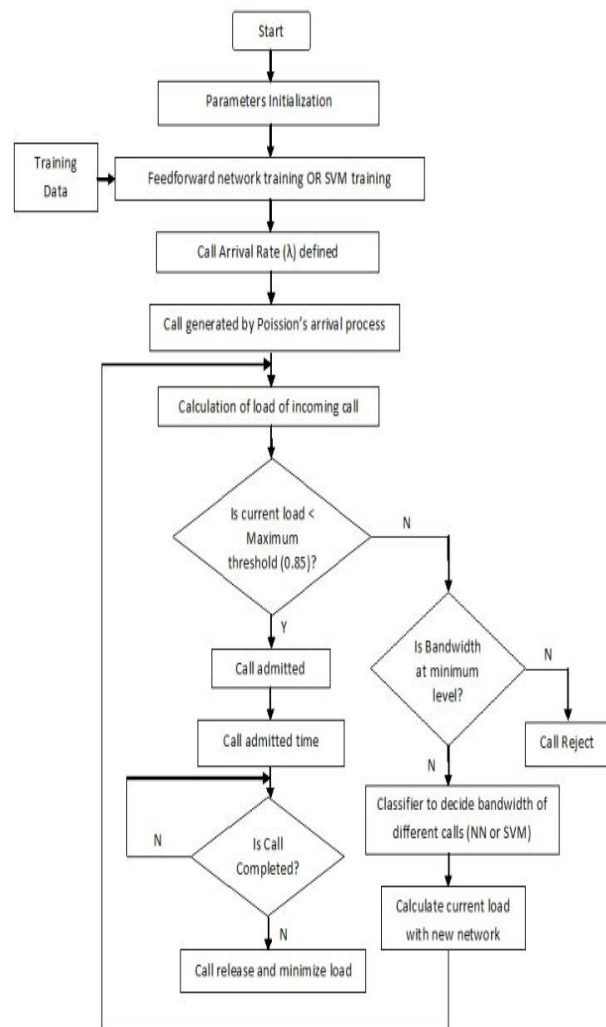 Start
Parameters Initialization
Training
Data
Feedforward network training OR SVM training
Call Arrival Rate (λ) defined
Call generated by Poission's arrival process
Calculation of load of incoming call
Is current load <
Maximum
threshold (0.85)?
N
Y
Is Bandwidth
at minimum
level?
N
Call admitted
Call admitted time
Call Reject
N
Classifier to decide bandwidth of
different calls (NN or SVM)
N
Is Call
Completed?
Calculate current load
with new network
N
Call release and minimize load